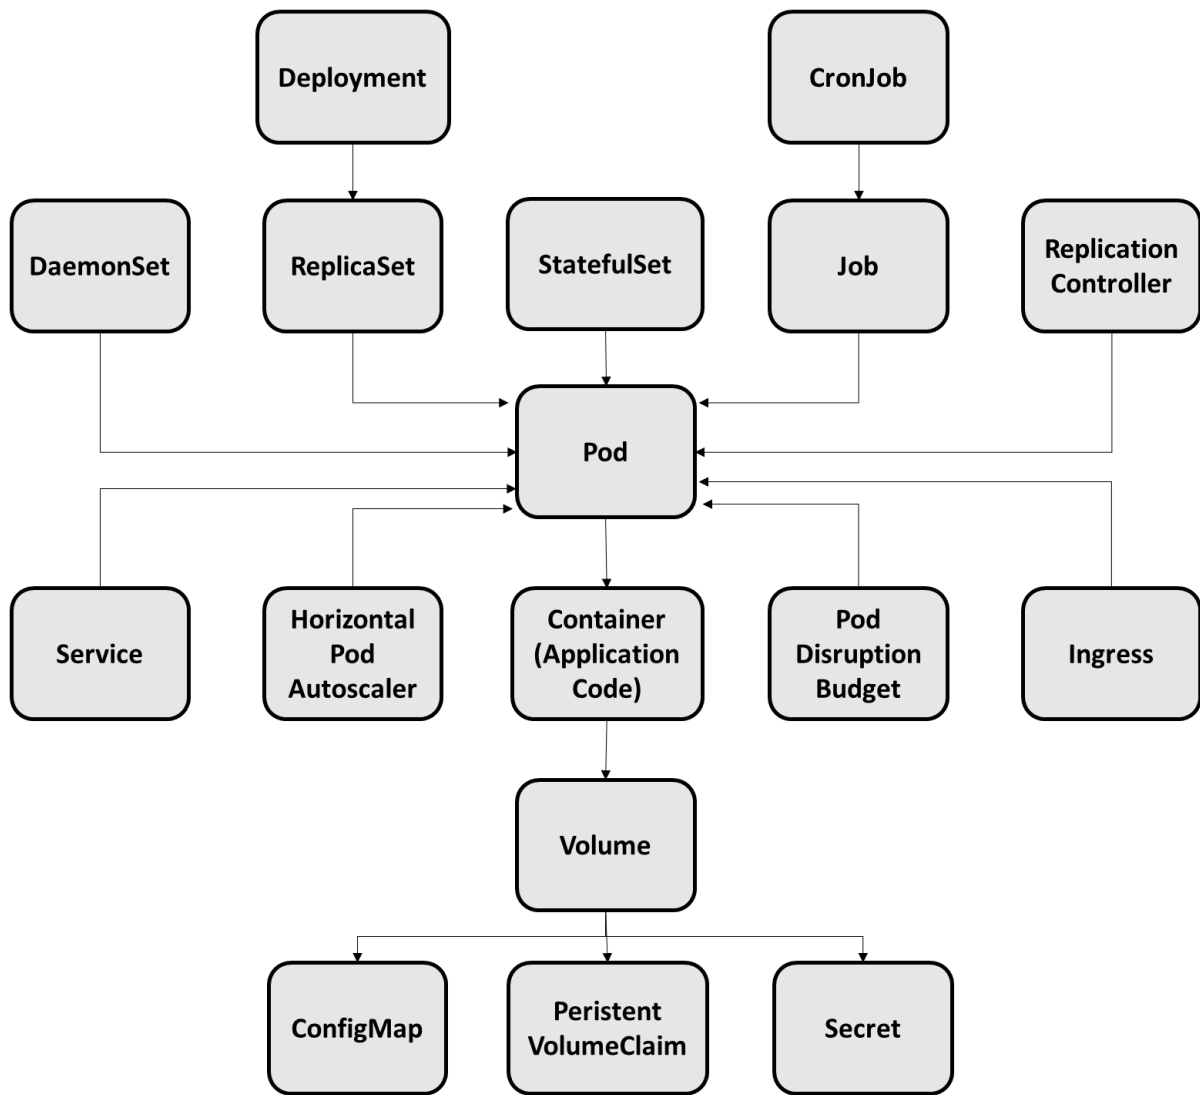 Deployment
CronJob
DaemonSet
ReplicaSet
StatefulSet
Job
Replication
Controller
Pod
Service
Horizontal
Pod
Autoscaler
Container
(Application
Code)
Pod
Disruption
Budget
Ingress
Volume
ConfigMap
Peristent
VolumeClaim
Secret